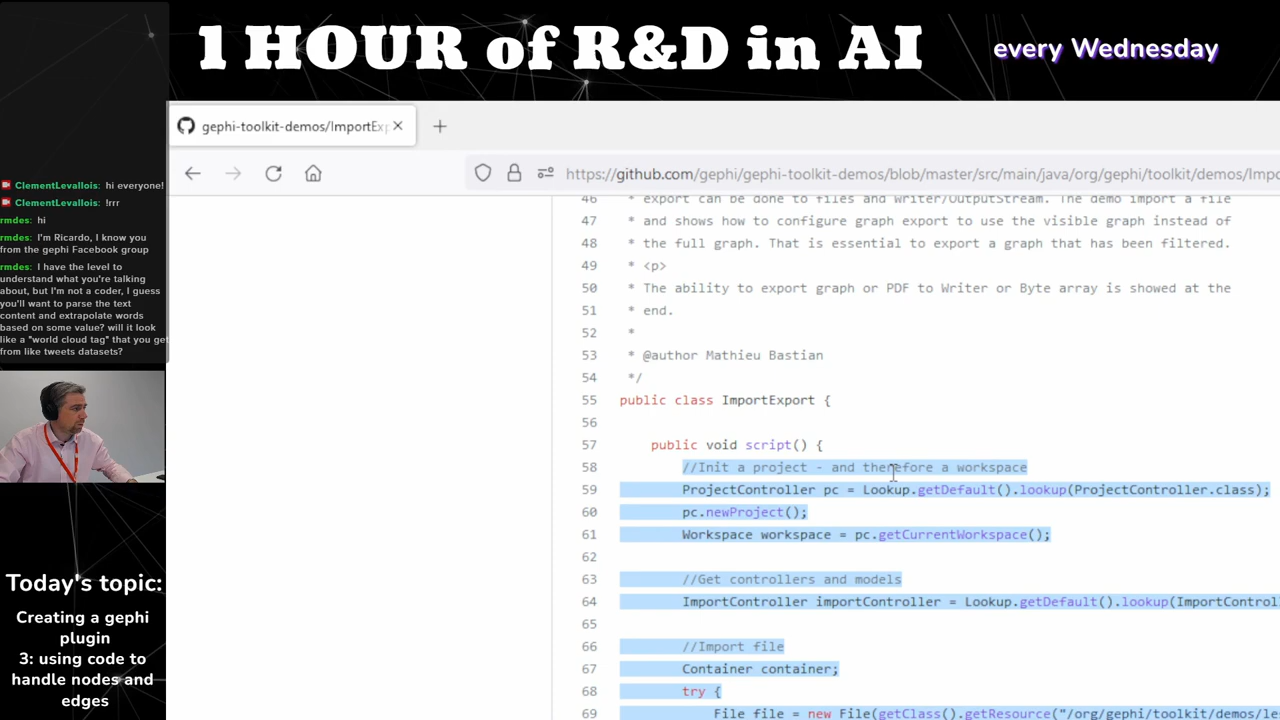 1 HOUR of R&D in AI
every Wednesday
gephi-toolkit-demos/ImportExp
https://github.com/gephi/gephi-toolkit-demos/blob/master/src/main/java/org/gephi/toolkit/demos/Impo
ClementLevallois: hi everyone!
ClementLevallois: !rrr
rmdes: hi
rmdes: I'm Ricardo, I know you
from the gephi Facebook group
rmdes: I have the level to
understand what you're talking
about, but I'm not a coder, I guess
you'll want to parse the text
content and extrapolate words
based on some value? will it look
like a "world cloud tag" that you get
from like tweets datasets?
Today's topic:
Creating a gephi
plugin
3: using code to
handle nodes and
edges
46 * export can be done to files and Writer/OutputStream. The demo import a file
47 * and shows how to configure graph export to use the visible graph instead of
48 * the full graph. That is essential to export a graph that has been filtered.
49 * <p>
50 * The ability to export graph or PDF to Writer or Byte array is showed at the
51 * end.
52 *
53 * @author Mathieu Bastian
54 */
55 public class ImportExport {
56
57 public void script() {
58 //Init a project - and therefore a workspace
59 ProjectController pc = Lookup.getDefault().lookup(ProjectController.class);
60 pc.newProject();
61 Workspace workspace = pc.getCurrentWorkspace();
62
63 //Get controllers and models
64 ImportController importController = Lookup.getDefault().lookup(ImportControl
65
66 //Import file
67 Container container;
68 try {
69 File file = new File(getClass().getResource("/org/gephi/toolkit/demos/le